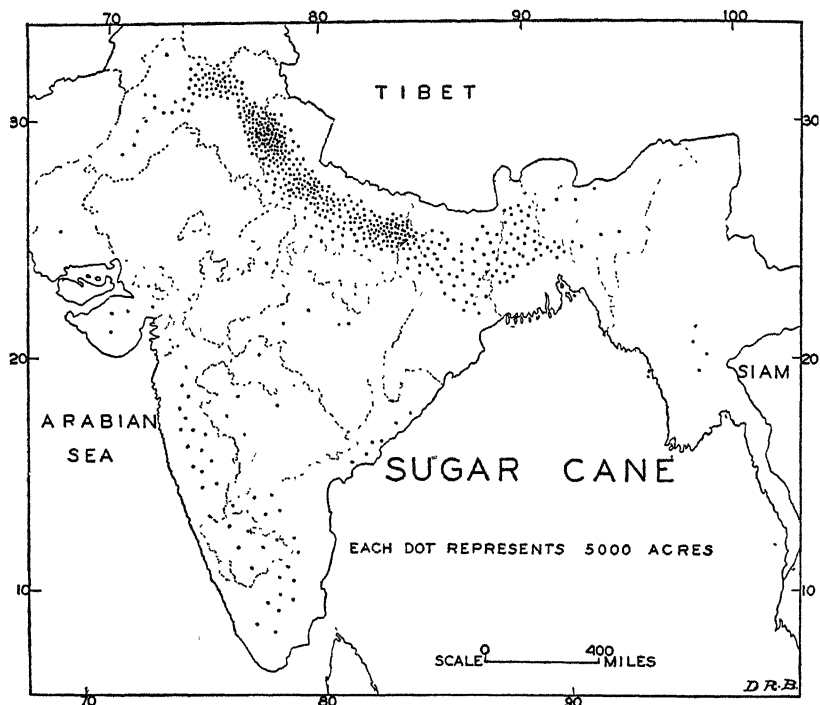 70 80 90 100
TIBET
30 30
20 20
SIAM
ARABIAN
SEA
SUGAR CANE
EACH DOT REPRESENTS 5000 ACRES
10 10
0 400
SCALE MILES
D.R.B.
70 80 90